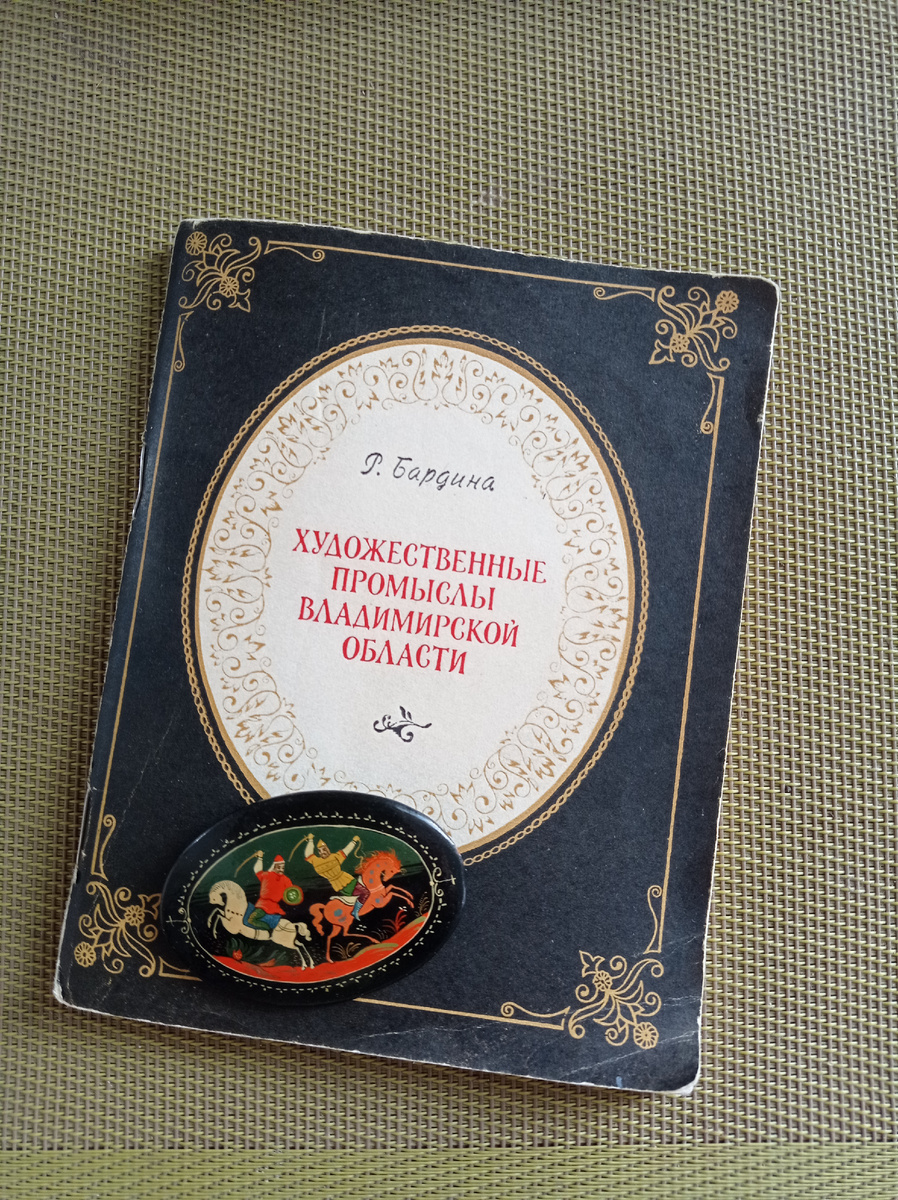 Р. Бардина
ХУДОЖЕСТВЕННЫЕ
ПРОМЫСЛЫ
ВЛАДИМИРСКОЙ
ОБЛАСТИ